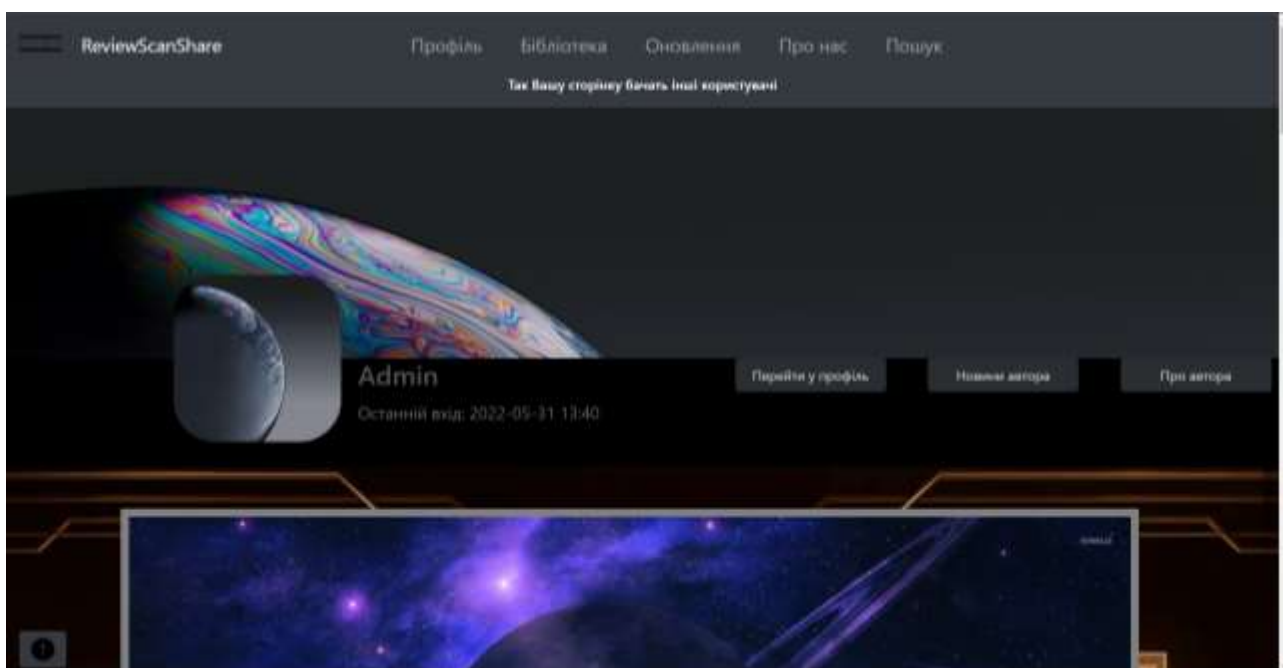 ReviewScanShare
Профіль Бібліотека Оновлення Про нас Пошук
Так Вашу сторінку бачать інші користувачі
Admin
Перейти у профіль Новини автора Про автора
Останній вхід: 2022-05-31 13:40